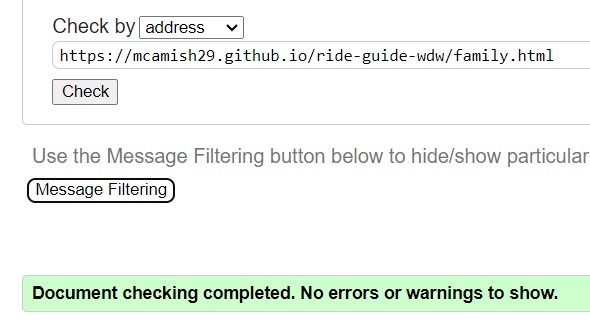 Check by address
https://mcamish29.github.io/ride-guide-wdw/family.html
Check
Use the Message Filtering button below to hide/show particular
Message Filtering
Document checking completed. No errors or warnings to show.